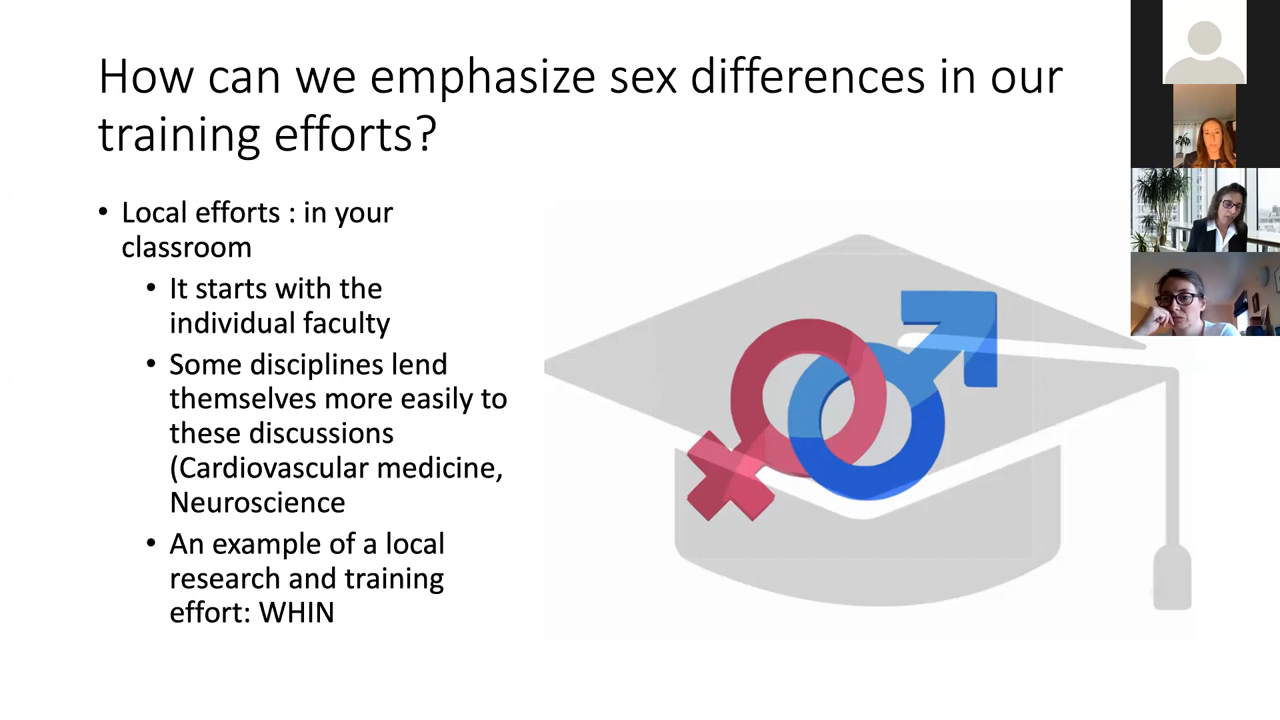 How can we emphasize sex differences in our
training efforts?
• Local efforts : in your
classroom
• It starts with the
individual faculty
• Some disciplines lend
themselves more easily to
these discussions
(Cardiovascular medicine,
Neuroscience
• An example of a local
research and training
effort: WHIN